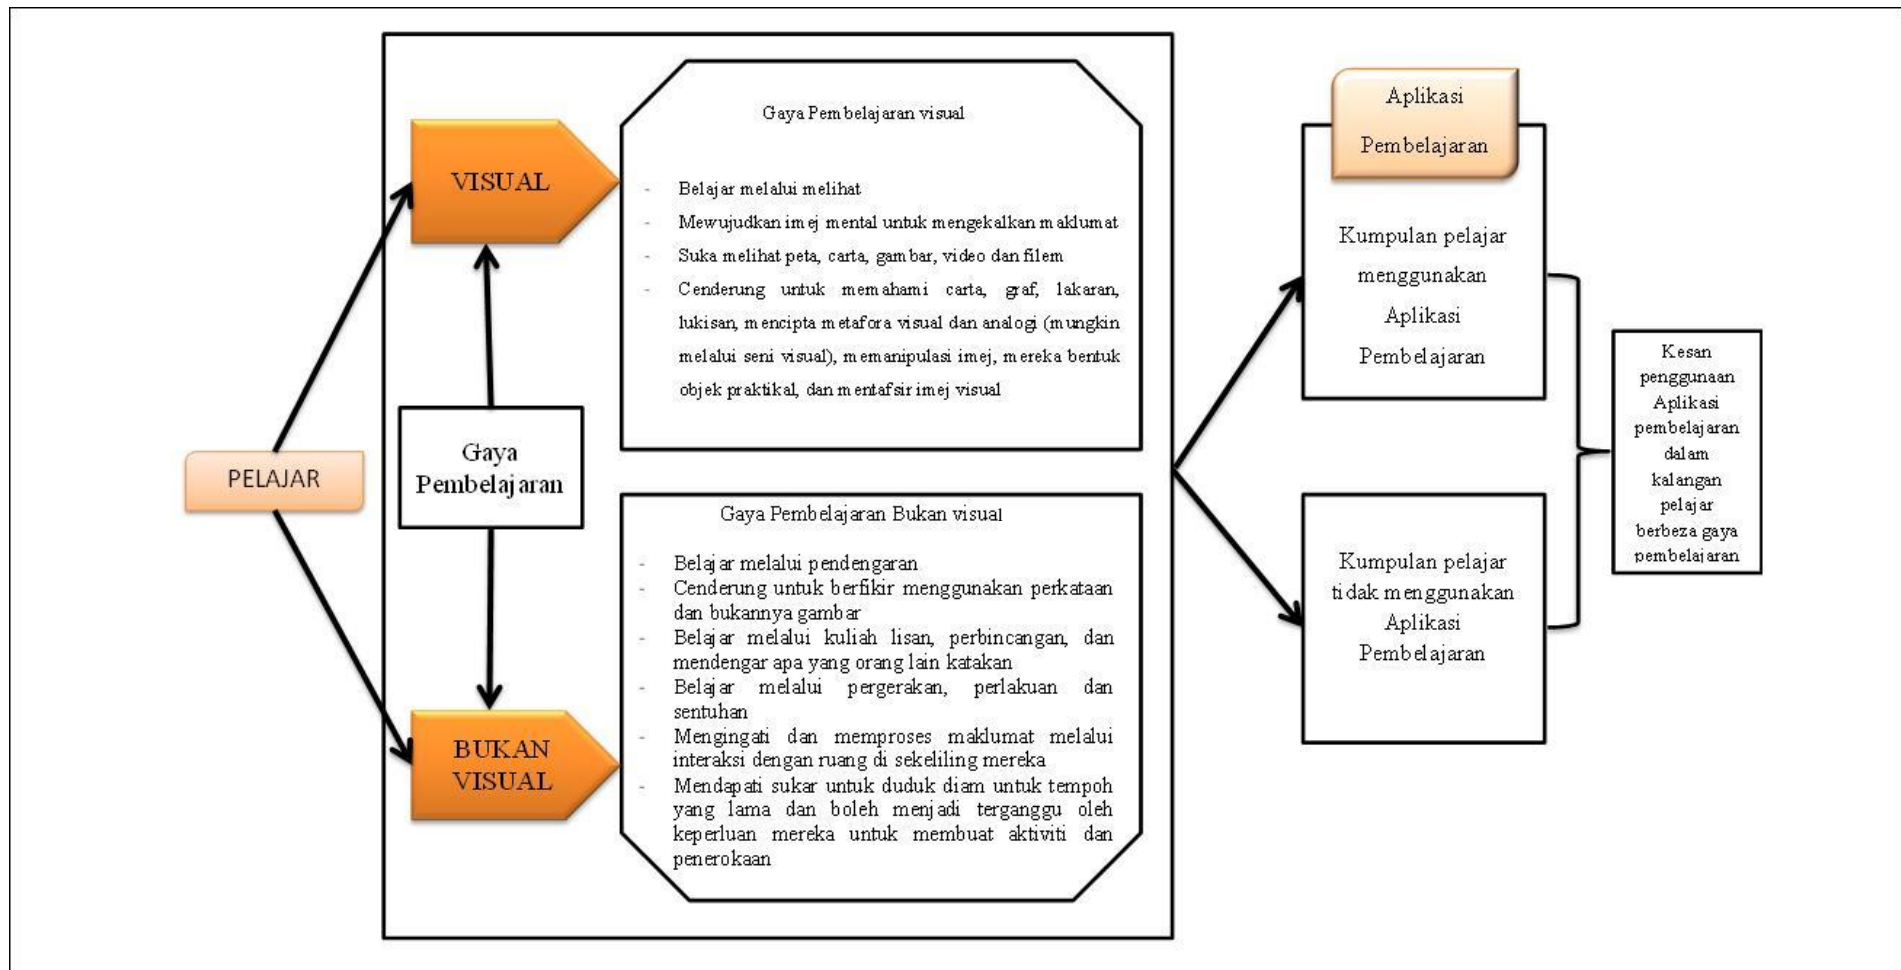 PELAJAR
VISUAL
Gaya
Pembelajaran
BUKAN
VISUAL
Gaya Pembelajaran visual
- Belajar melalui melihat
- Mewujudkan imej mental untuk mengekalkan maklumat
- Suka melihat peta, carta, gambar, video dan filem
- Cenderung untuk memahami carta, graf, lakaran,
lukisan, mencipta metafora visual dan analogi (mungkin
melalui seni visual), memanipulasi imej, mereka bentuk
objek praktikal, dan mentafsir imej visual
Gaya Pembelajaran Bukan visual
- Belajar melalui pendengaran
- Cenderung untuk berfikir menggunakan perkataan
dan bukannya gambar
- Belajar melalui kuliah lisan, perbincangan, dan
mendengar apa yang orang lain katakan
- Belajar melalui pergerakan, perlakuan dan
sentuhan
- Mengingati dan memproses maklumat melalui
interaksi dengan ruang di sekeliling mereka
- Mendapati sukar untuk duduk diam untuk tempoh
yang lama dan boleh menjadi terganggu oleh
keperluan mereka untuk membuat aktiviti dan
penerokaan
Aplikasi
Pembelajaran
Kumpulan pelajar
menggunakan
Aplikasi
Pembelajaran
Kumpulan pelajar
tidak menggunakan
Aplikasi
Pembelajaran
Kesan
penggunaan
Aplikasi
pembelajaran
dalam
kalangan
pelajar
berbeza gaya
pembelajaran